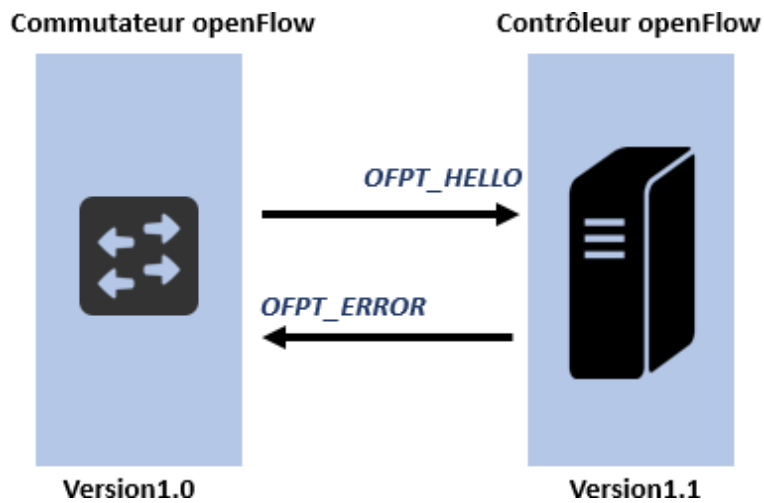 Commutateur openFlow
Contrôleur openFlow
OFPT_HELLO
OFPT_ERROR
Version1.0
Version1.1